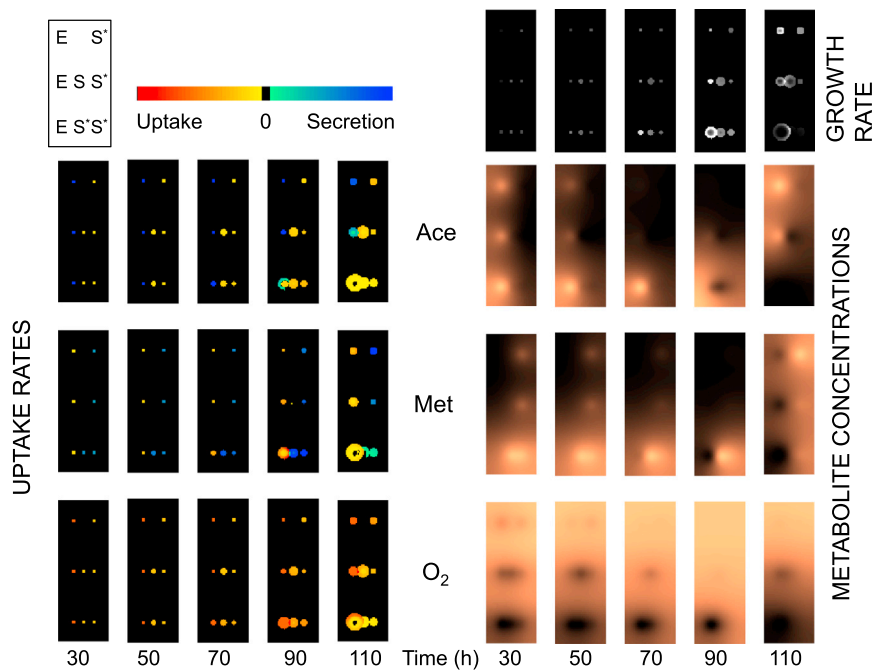 E S*
E S S*
E S*S*
Uptake 0 Secretion
GROWTH
RATE
Ace
Met
O2
UPTAKE RATES
METABOLITE CONCENTRATIONS
30 50 70 90 110 Time (h) 30 50 70 90 110